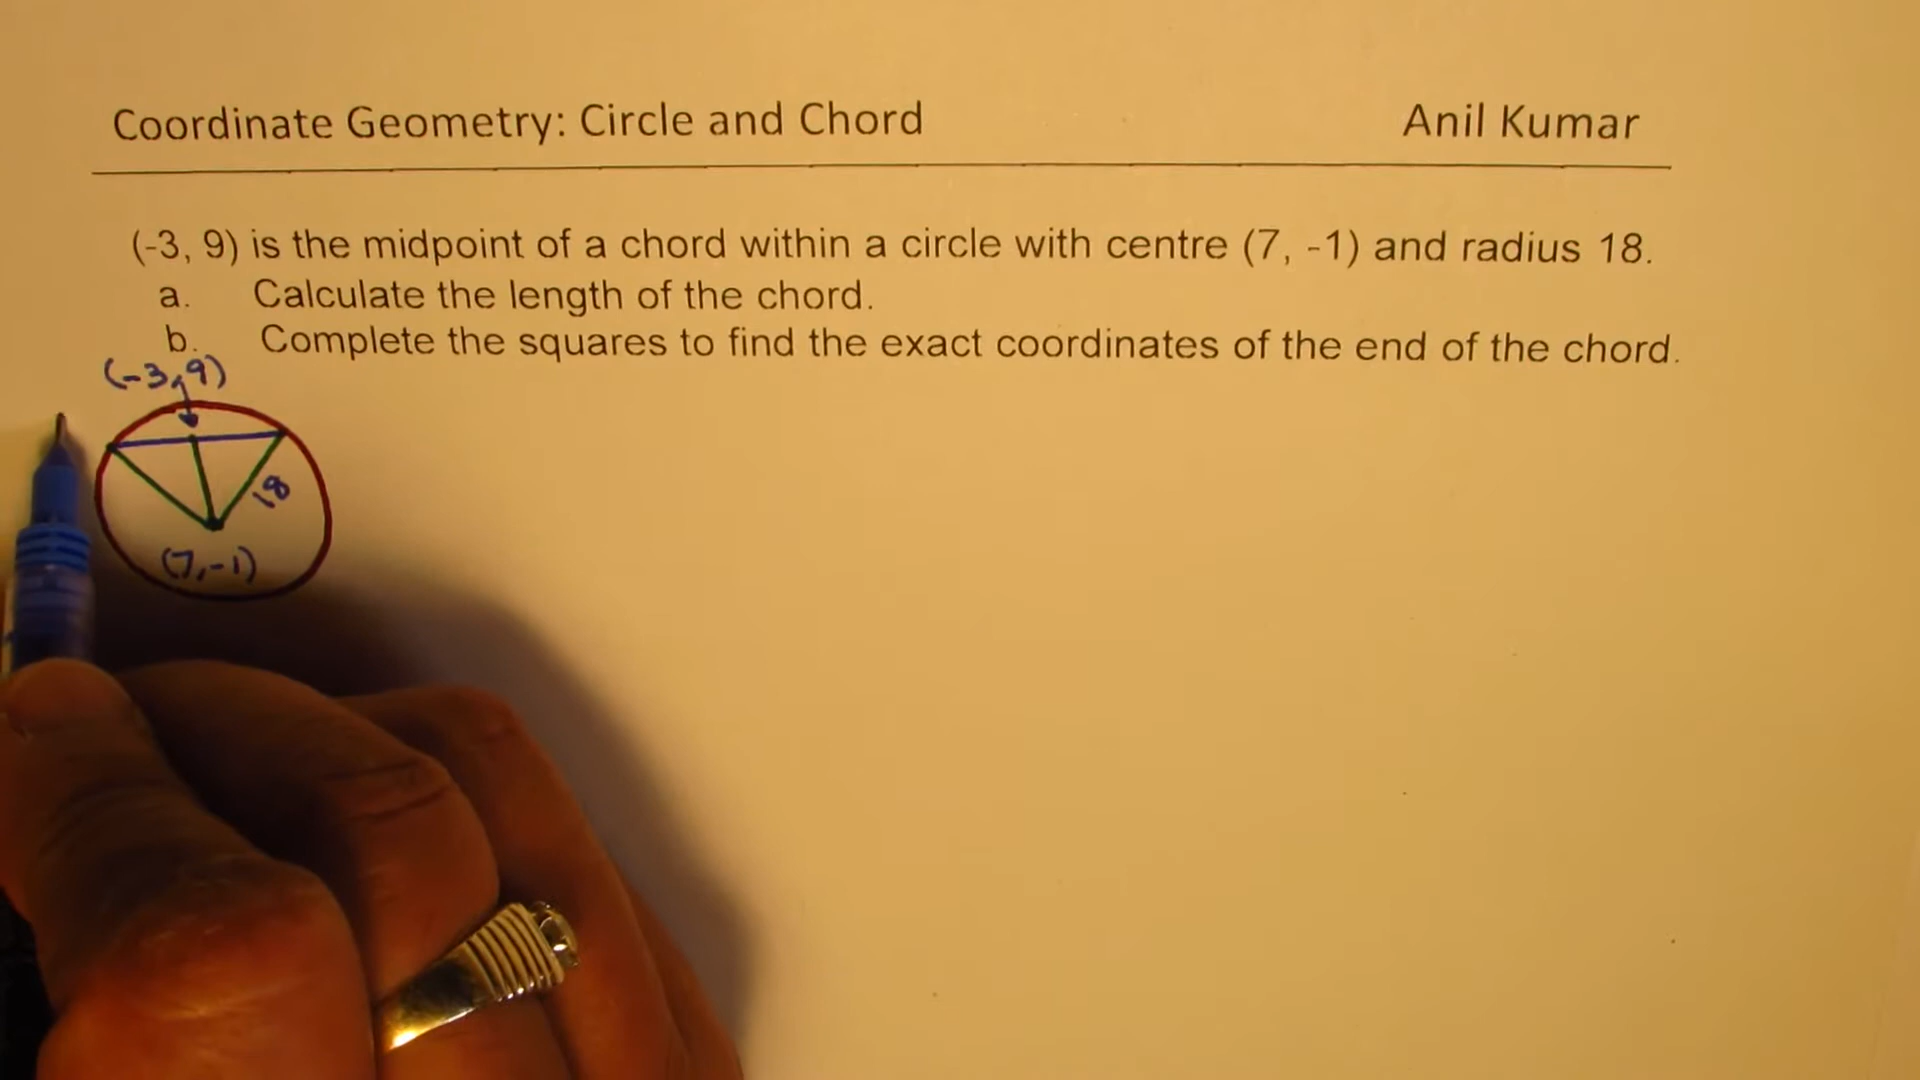 Coordinate Geometry: Circle and Chord Anil Kumar
(-3, 9) is the midpoint of a chord within a circle with centre (7, -1) and radius 18.
a. Calculate the length of the chord.
b. Complete the squares to find the exact coordinates of the end of the chord.
(-3,9)
18
(7,-1)